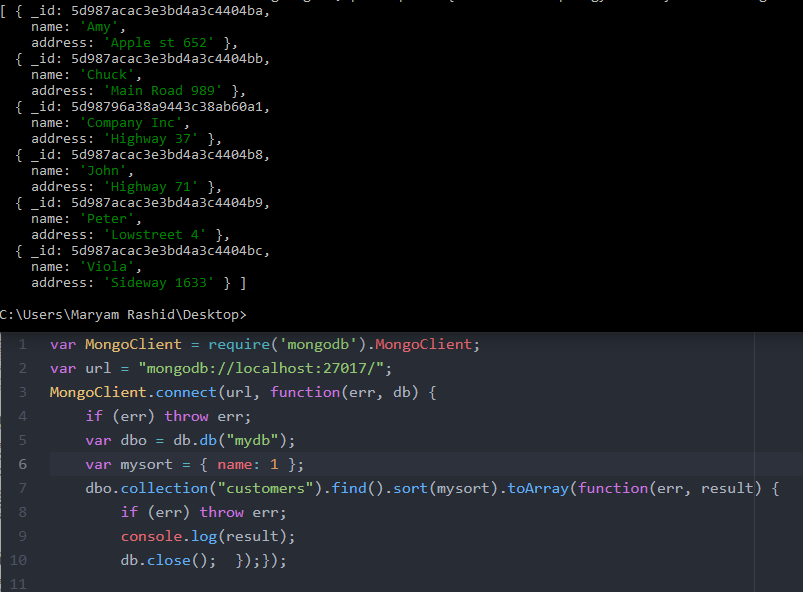 [ { _id: 5d987acac3e3bd4a3c4404ba,
name: 'Amy',
address: 'Apple st 652' },
{ _id: 5d987acac3e3bd4a3c4404bb,
name: 'Chuck',
address: 'Main Road 989' },
{ _id: 5d98796a38a9443c38ab60a1,
name: 'Company Inc',
address: 'Highway 37' },
{ _id: 5d987acac3e3bd4a3c4404b8,
name: 'John',
address: 'Highway 71' },
{ _id: 5d987acac3e3bd4a3c4404b9,
name: 'Peter',
address: 'Lowstreet 4' },
{ _id: 5d987acac3e3bd4a3c4404bc,
name: 'Viola',
address: 'Sideway 1633' } ]
C:\Users\Maryam Rashid\Desktop>
1 var MongoClient = require('mongodb').MongoClient;
2 var url = "mongodb://localhost:27017/";
3 MongoClient.connect(url, function(err, db) {
4 if (err) throw err;
5 var dbo = db.db("mydb");
6 var mysort = { name: 1 };
7 dbo.collection("customers").find().sort(mysort).toArray(function(err, result) {
8 if (err) throw err;
9 console.log(result);
10 db.close(); });});
11